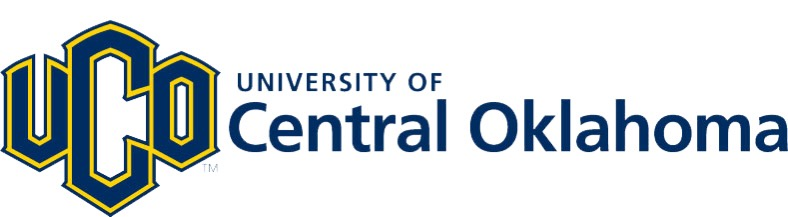 UCO
TM
UNIVERSITY OF
Central Oklahoma